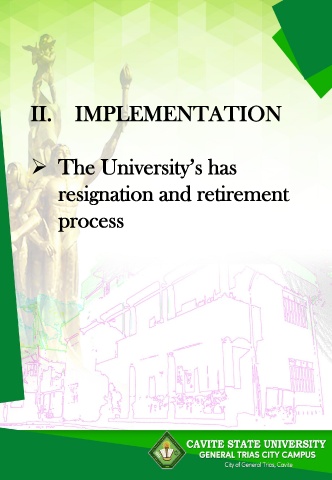 II. IMPLEMENTATION
➢ The University's has
resignation and retirement
process
CAVITE STATE UNIVERSITY
GENERAL TRIAS CITY CAMPUS
City of General Trias, Cavite